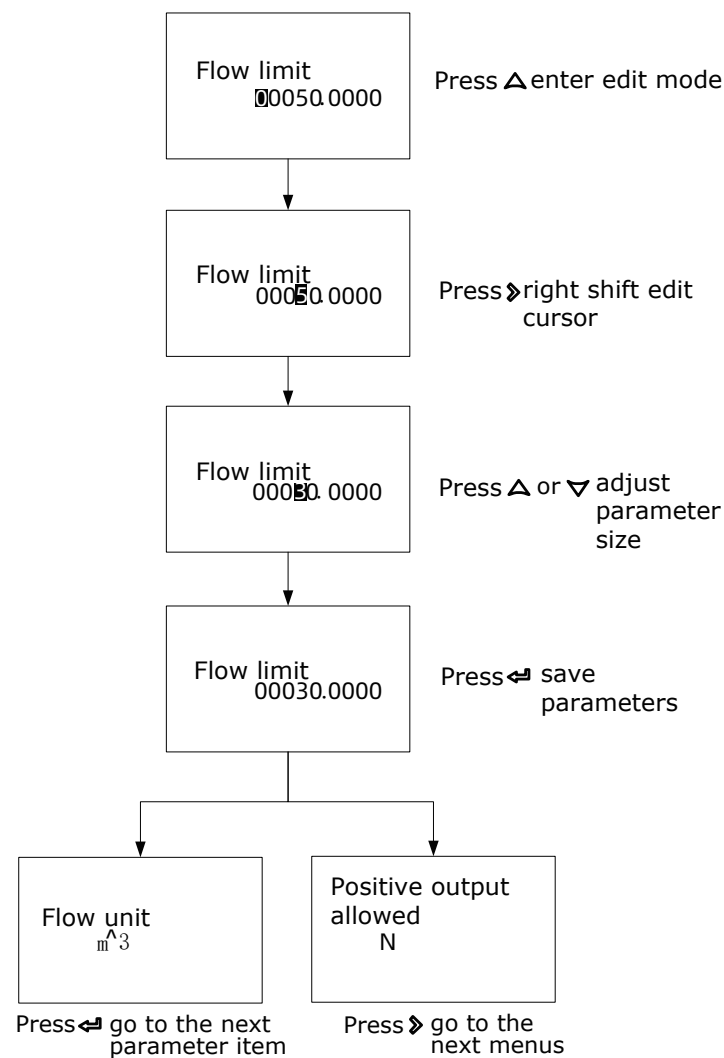 Flow limit
00050.0000
Press △ enter edit mode
Flow limit
00050.0000
Press › right shift edit
cursor
Flow limit
00030.0000
Press △ or ▽ adjust
parameter
size
Flow limit
00030.0000
Press ↵ save
parameters
Flow unit
m^3
Positive output
allowed
N
Press ↵ go to the next
parameter item
Press › go to the
next menus